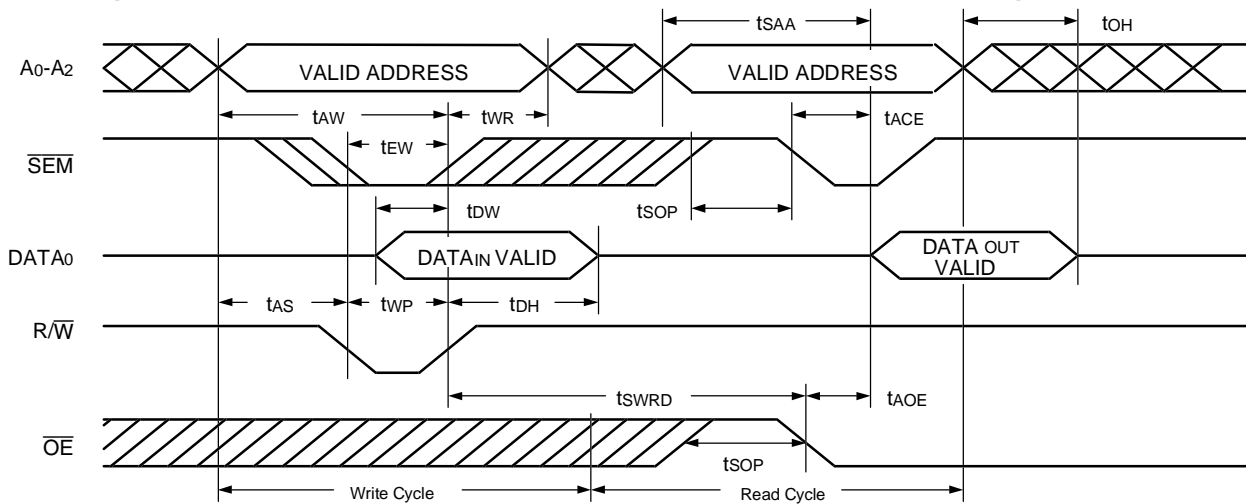 tSAA
tOH
A0-A2
VALID ADDRESS
VALID ADDRESS
tAW
tWR
tACE
tEW
SEM
tDW
tSOP
DATA0
DATAIN VALID
DATA OUT
VALID
tAS
tWP
tDH
R/W
tSWRD
tAOE
OE
tSOP
Write Cycle
Read Cycle